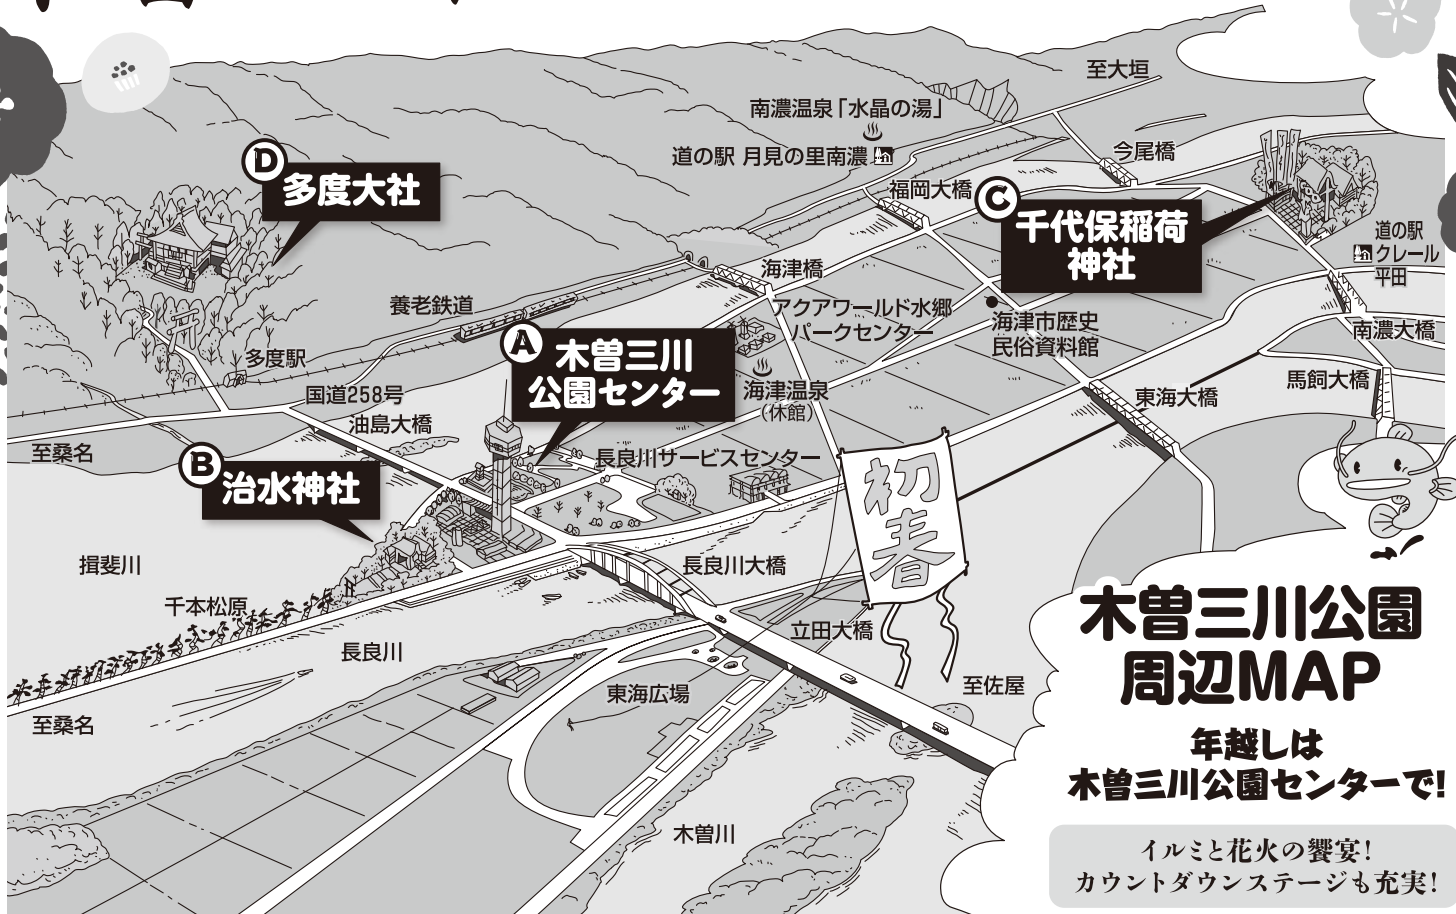 至大垣
南濃温泉「水晶の湯」
道の駅 月見の里南濃
今尾橋
福岡大橋
D
多度大社
C
千代保稲荷
神社
道の駅
クレール
平田
海津橋
養老鉄道
アクアワールド水郷
パークセンター
海津市歴史
民俗資料館
南濃大橋
A
木曽三川
公園センター
多度駅
海津温泉
（休館）
馬飼大橋
東海大橋
国道258号
油島大橋
至桑名
B
治水神社
長良川サービスセンター
初春
揖斐川
長良川大橋
千本松原
立田大橋
長良川
至佐屋
東海広場
至桑名
木曽川
木曽三川公園
周辺MAP
年越しは
木曽三川公園センターで!
イルミと花火の饗宴!
カウントダウンステージも充実!